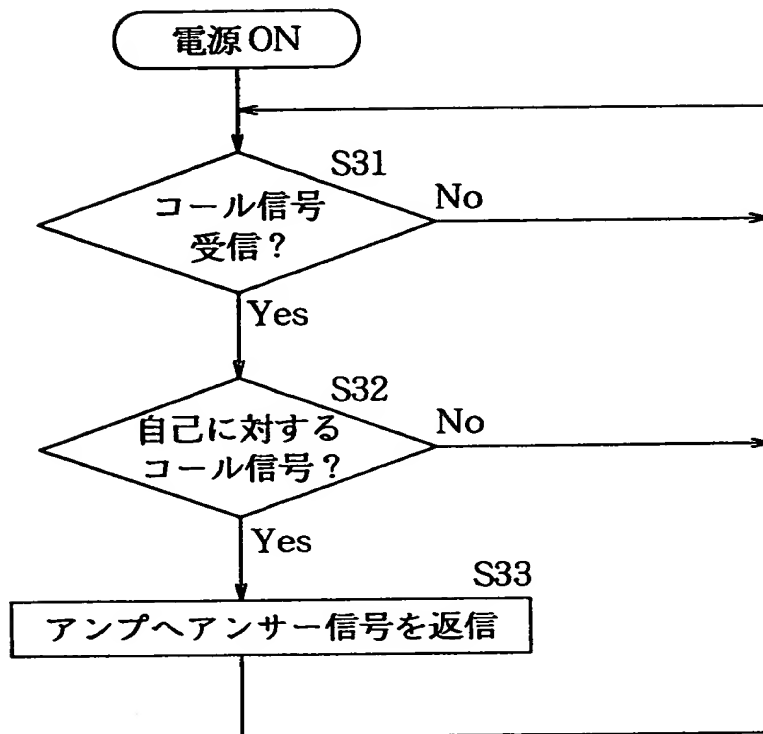 電源ON
S31
コール信号
受信?
No
Yes
S32
自己に対する
コール信号?
No
Yes
S33
アンプへアンサー信号を返信